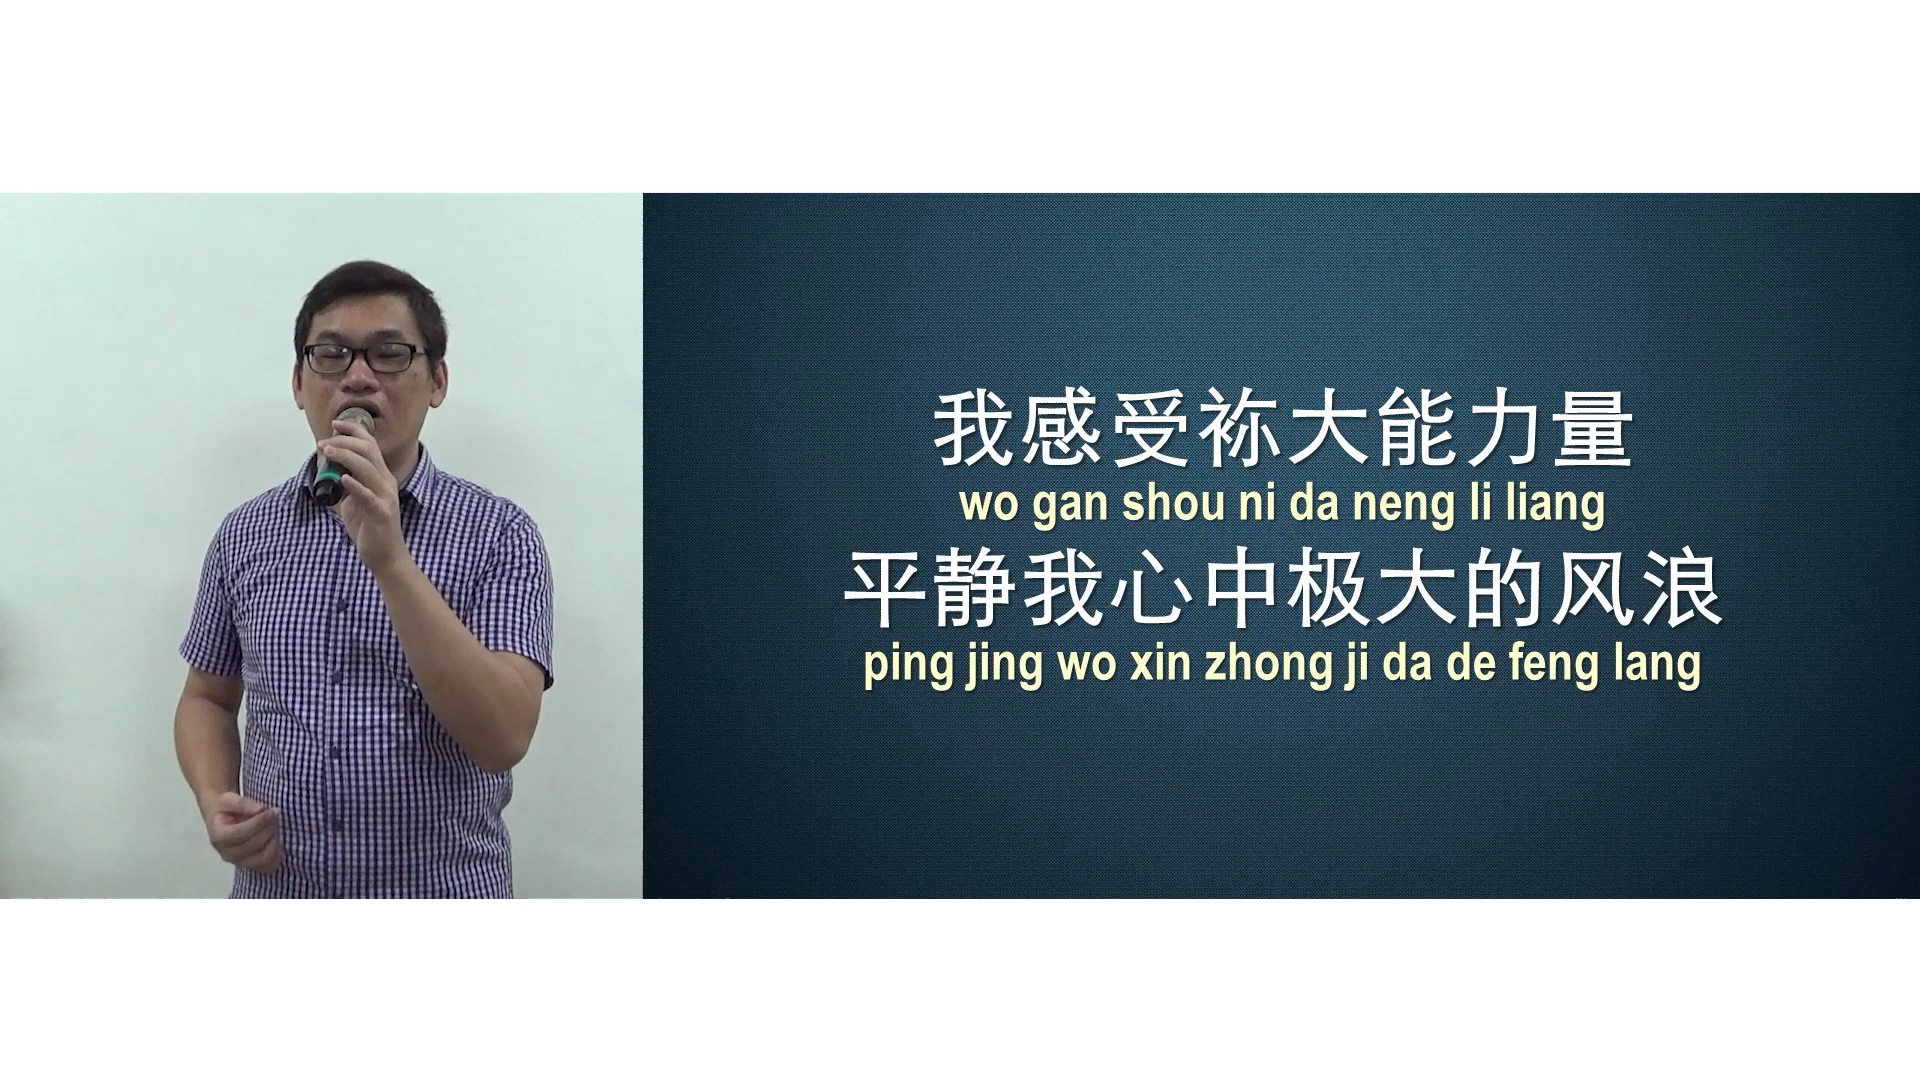 我感受祢大能力量
wo gan shou ni da neng li liang
平静我心中极大的风浪
ping jing wo xin zhong ji da de feng lang